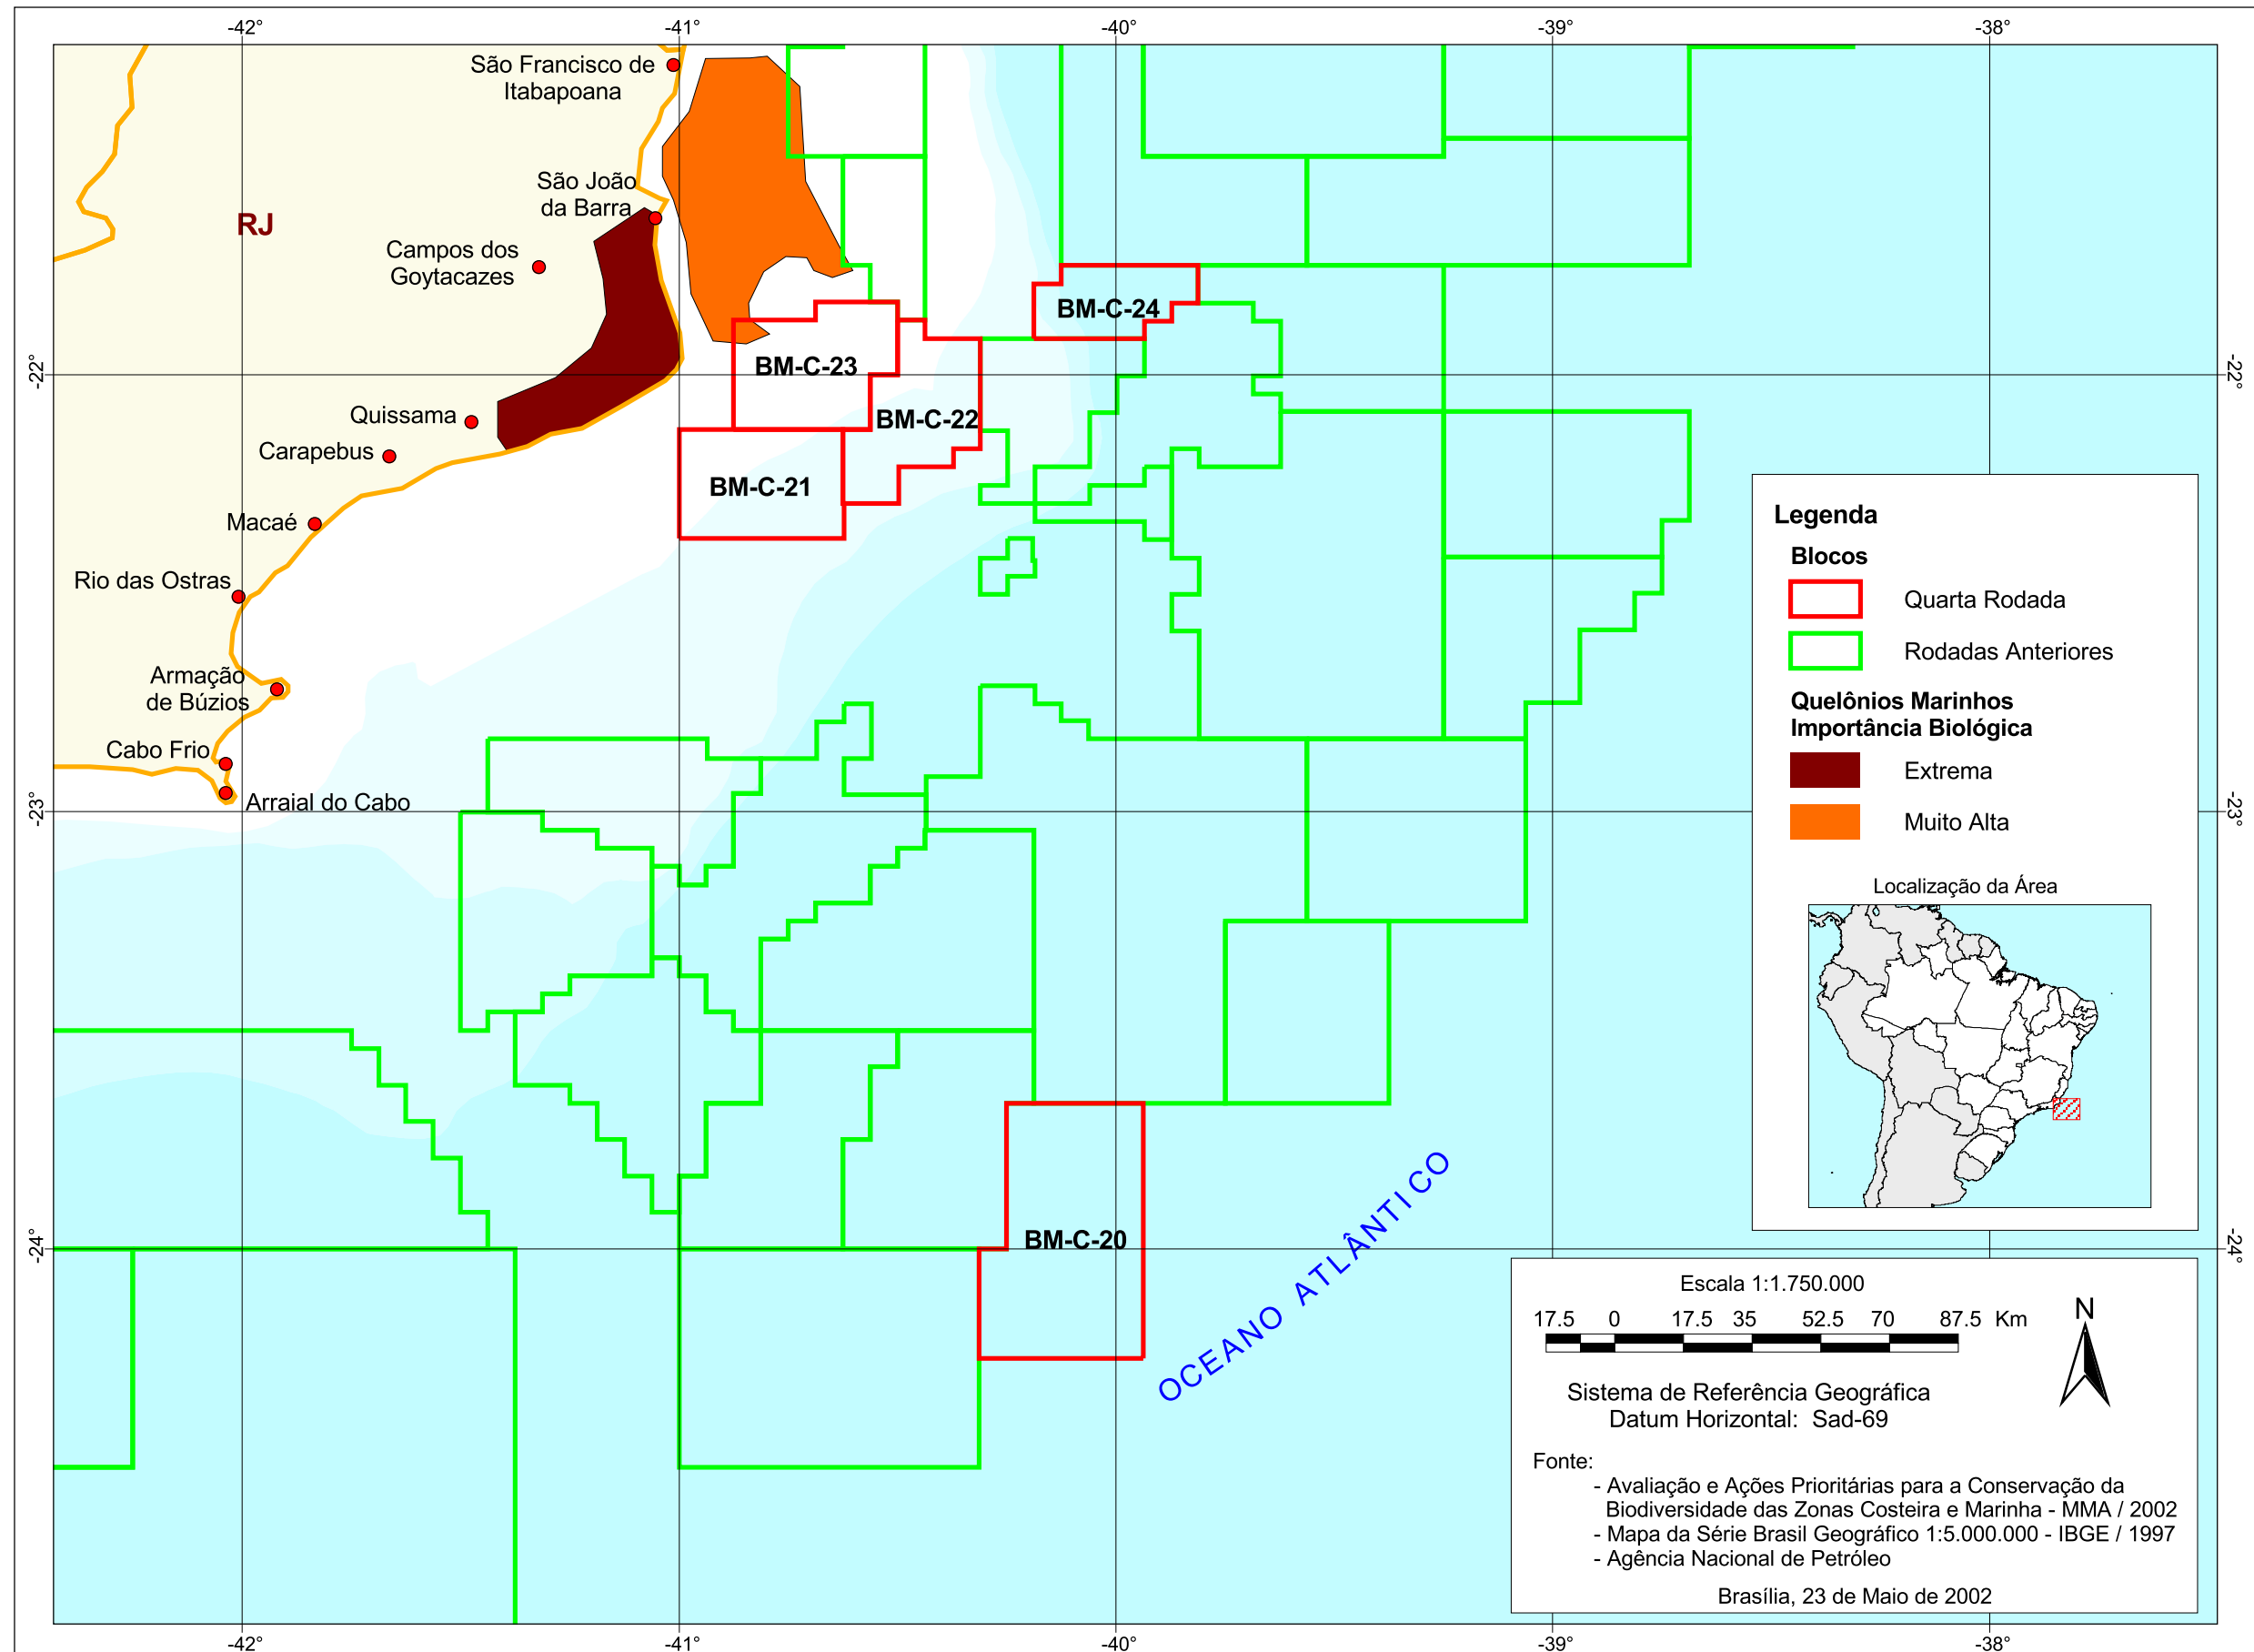 -42°
-41°
-40°
-39°
-38°
São Francisco de
Itabapoana
São João
da Barra
RJ
Campos dos
Goytacazes
BM-C-24
-22°
BM-C-23
-22°
Quissama
BM-C-22
Carapebus
BM-C-21
Macaé
Rio das Ostras
Armação
de Búzios
Cabo Frio
Arraial do Cabo
-23°
-23°
Legenda
Blocos
Quarta Rodada
Rodadas Anteriores
Quelônios Marinhos
Importância Biológica
Extrema
Muito Alta
Localização da Área
OCEANO ATLÂNTICO
-24°
BM-C-20
-24°
Escala 1:1.750.000
17.5 0 17.5 35 52.5 70 87.5 Km
N
Sistema de Referência Geográfica
Datum Horizontal: Sad-69
Fonte:
- Avaliação e Ações Prioritárias para a Conservação da
Biodiversidade das Zonas Costeira e Marinha - MMA / 2002
- Mapa da Série Brasil Geográfico 1:5.000.000 - IBGE / 1997
- Agência Nacional de Petróleo
Brasília, 23 de Maio de 2002
-42°
-41°
-40°
-39°
-38°